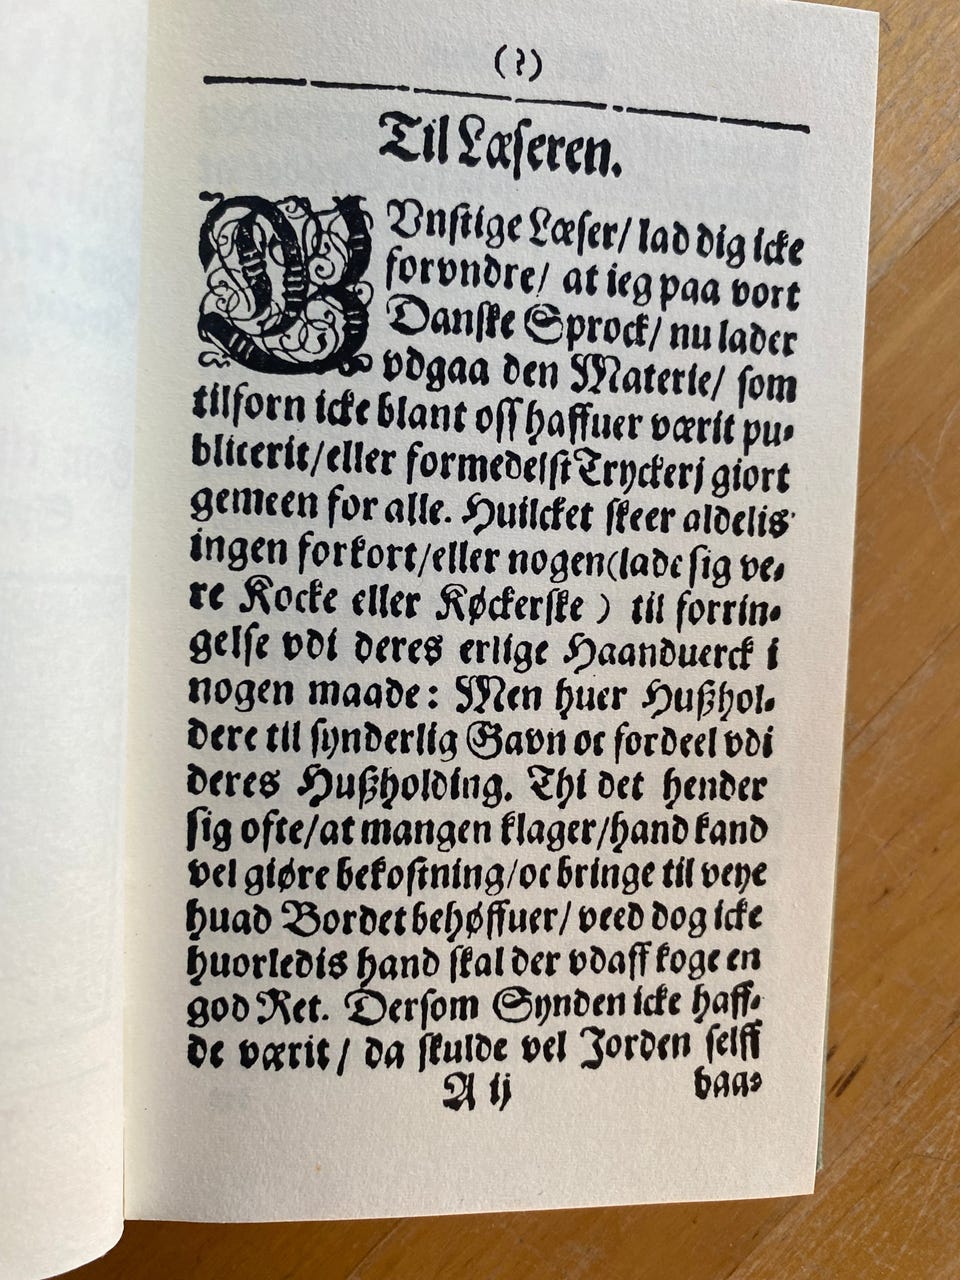 (?)
Til Læseren.
GVnstige Læser/ lad dig icke
forvndre/ at ieg paa vort
Danske Sprock/ nu lader
vdgaa den Materie/ som
tilforn icke blant oss haffuer værit pu-
blicerit/eller formedelst Tryckerj giort
gemeen for alle. Huilcket skeer aldelis
ingen forkort/eller nogen(lade sig ve-
re Kocke eller Køckerske ) til forrin-
gelse vdi deres erlige Haanduerck i
nogen maade: Men huer Hußhol-
dere til synderlig Gavn oc fordeel vdi
deres Hußholding. Thi det hender
sig ofte/at mangen klager/hand kand
vel giøre bekostning/oc bringe til veye
huad Bordet behøffuer/ veed dog icke
huorledis hand skal der vdaff koge en
god Ret. Dersom Synden icke haff-
de værit/ da skulde vel Jorden selff
A ij baa-